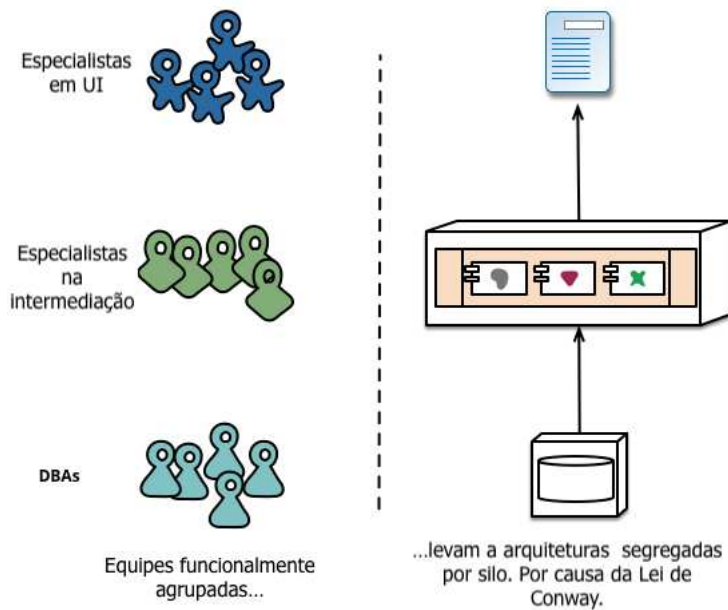 Especialistas
em UI
Especialistas
na
intermediação
DBAs
Equipes funcionalmente
agrupadas...
...levam a arquiteturas segregadas
por silo. Por causa da Lei de
Conway.